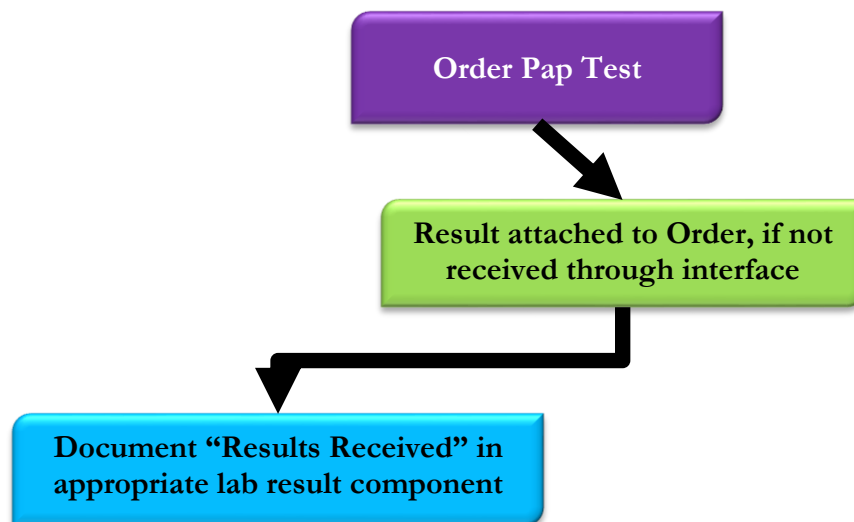 Order Pap Test
Result attached to Order, if not
received through interface
Document “Results Received” in
appropriate lab result component